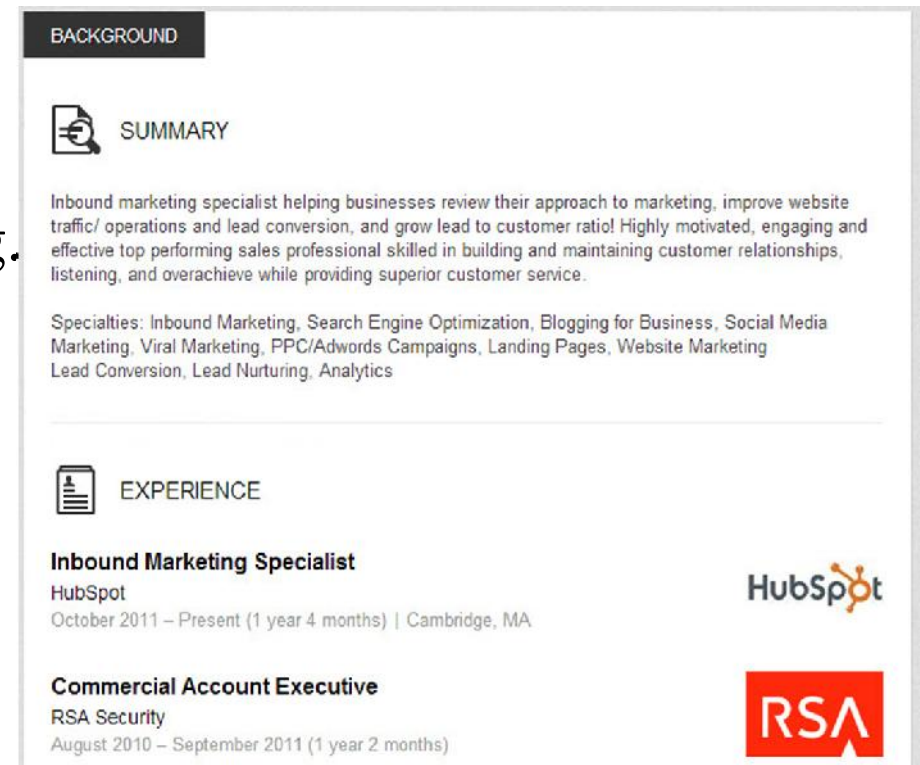 BACKGROUND
SUMMARY
Inbound marketing specialist helping businesses review their approach to marketing, improve website
traffic/ operations and lead conversion, and grow lead to customer ratio! Highly motivated, engaging and
effective top performing sales professional skilled in building and maintaining customer relationships,
listening, and overachieve while providing superior customer service.
Specialties: Inbound Marketing, Search Engine Optimization, Blogging for Business, Social Media
Marketing, Viral Marketing, PPC/Adwords Campaigns, Landing Pages, Website Marketing
Lead Conversion, Lead Nurturing, Analytics
EXPERIENCE
Inbound Marketing Specialist
HubSpot
HubSpot
October 2011 – Present (1 year 4 months) | Cambridge, MA
Commercial Account Executive
RSA Security
RSA
August 2010 – September 2011 (1 year 2 months)